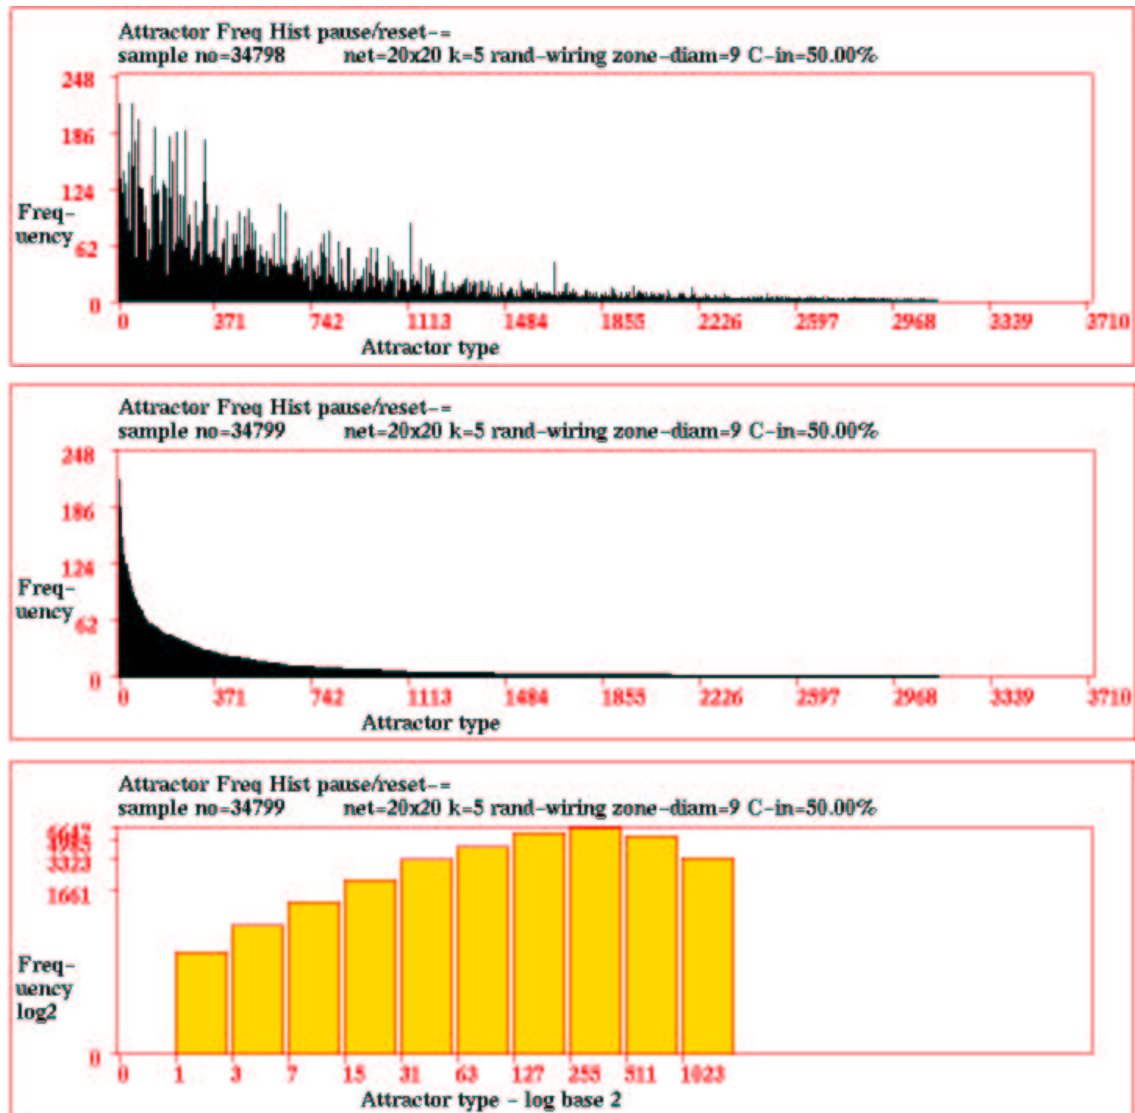 Attractor Freq Hist pause/reset-=
sample no=34798 net=20x20 k=5 rand-wiring zone-diam=9 C-in=50.00%
248
186
124
Freq-
uency
62
0
0 371 742 1113 1484 1855 2226 2597 2968 3339 3710
Attractor type
Attractor Freq Hist pause/reset-=
sample no=34799 net=20x20 k=5 rand-wiring zone-diam=9 C-in=50.00%
248
186
124
Freq-
uency
62
0
0 371 742 1113 1484 1855 2226 2597 2968 3339 3710
Attractor type
Attractor Freq Hist pause/reset-=
sample no=34799 net=20x20 k=5 rand-wiring zone-diam=9 C-in=50.00%
3323
1661
Freq-
uency
log2
0
0 1 3 7 15 31 63 127 255 511 1023
Attractor type - log base 2